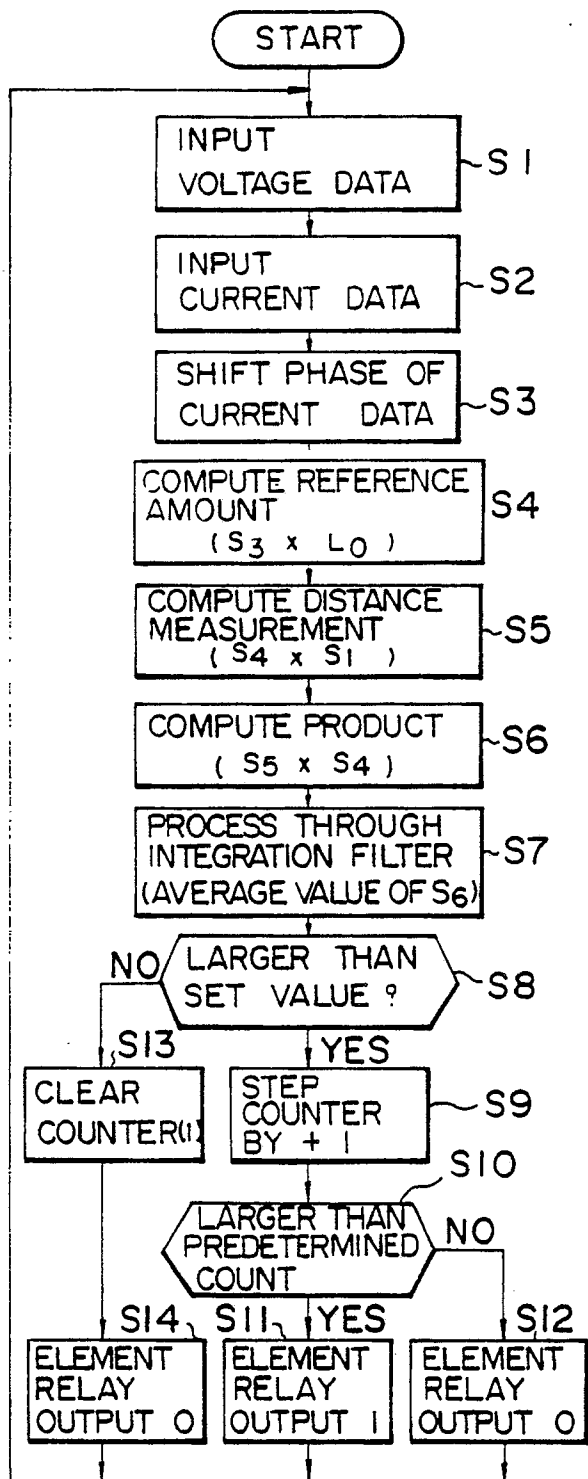 START
INPUT
VOLTAGE DATA
S1
INPUT
CURRENT DATA
S2
SHIFT PHASE OF
CURRENT DATA
S3
COMPUTE REFERENCE
AMOUNT
( S3 x L0 )
S4
COMPUTE DISTANCE
MEASUREMENT
( S4 x S1 )
S5
COMPUTE PRODUCT
( S5 x S4 )
S6
PROCESS THROUGH
INTEGRATION FILTER
(AVERAGE VALUE OF S6)
S7
LARGER THAN
SET VALUE ?
S8
NO
YES
S13
CLEAR
COUNTER(1)
STEP
COUNTER
BY + 1
S9
S10
LARGER THAN
PREDETERMINED
COUNT
NO
YES
S14
ELEMENT
RELAY
OUTPUT 0
S11
ELEMENT
RELAY
OUTPUT 1
S12
ELEMENT
RELAY
OUTPUT 0